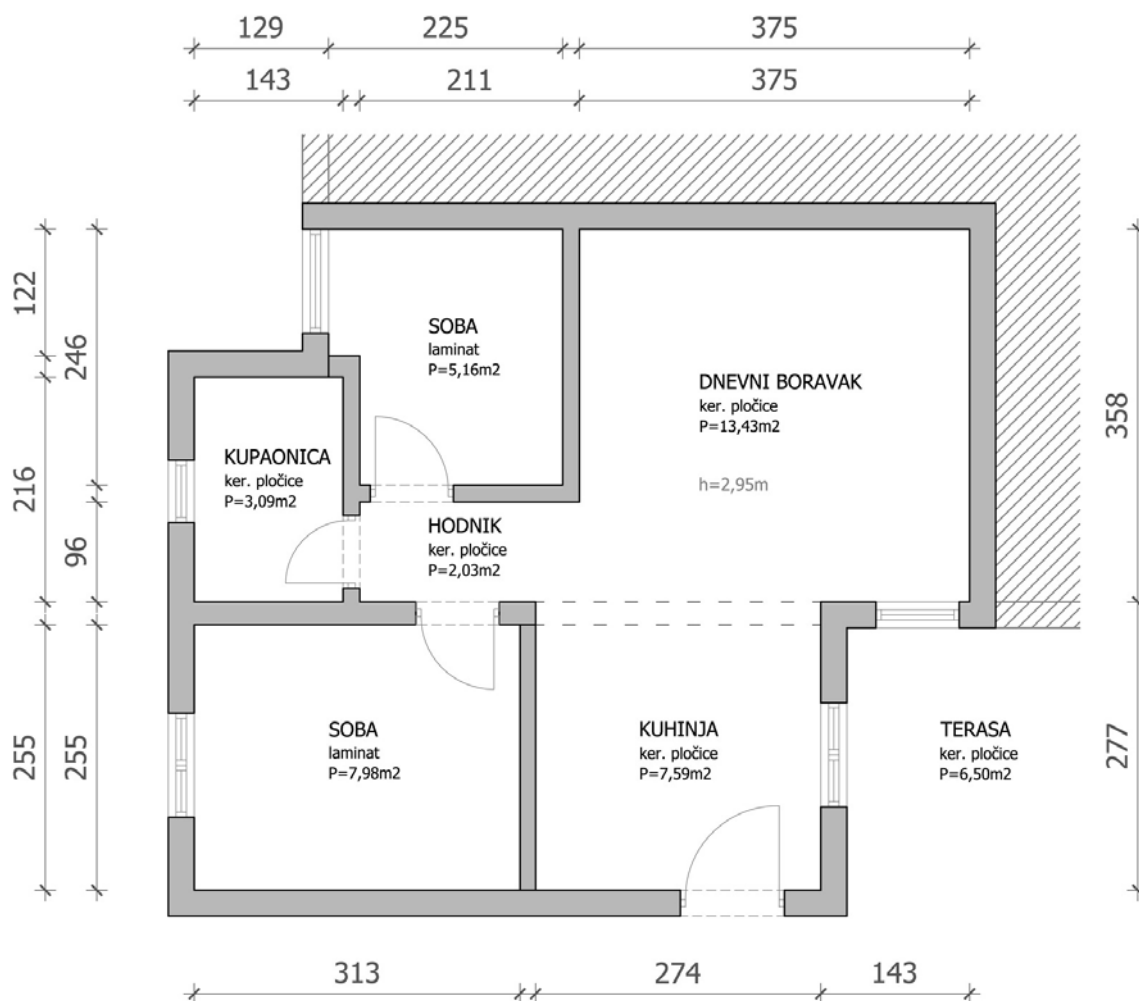 129 225 375
143 211 375
122
246
216
96
255
255
358
277
SOBA
laminat
P=5,16m2
DNEVNI BORAVAK
ker. pločice
P=13,43m2
h=2,95m
KUPAONICA
ker. pločice
P=3,09m2
HODNIK
ker. pločice
P=2,03m2
SOBA
laminat
P=7,98m2
KUHINJA
ker. pločice
P=7,59m2
TERASA
ker. pločice
P=6,50m2
313 274 143